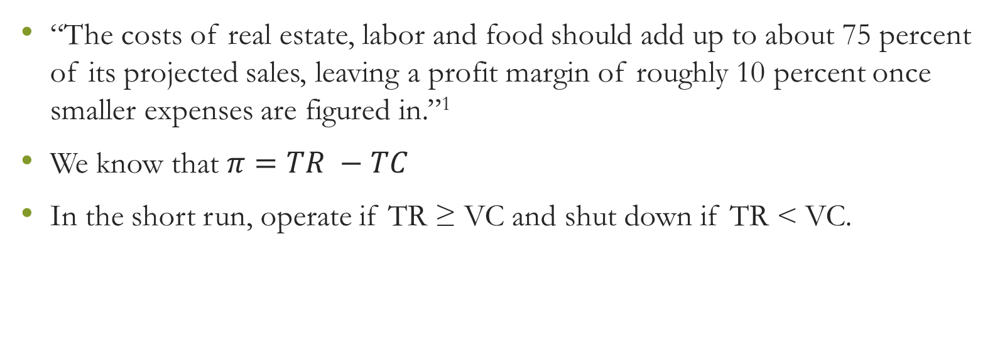 • “The costs of real estate, labor and food should add up to about 75 percent
of its projected sales, leaving a profit margin of roughly 10 percent once
smaller expenses are figured in.”¹
• We know that 𝜋 = 𝑇𝑅 − 𝑇𝐶
• In the short run, operate if TR ≥ VC and shut down if TR < VC.